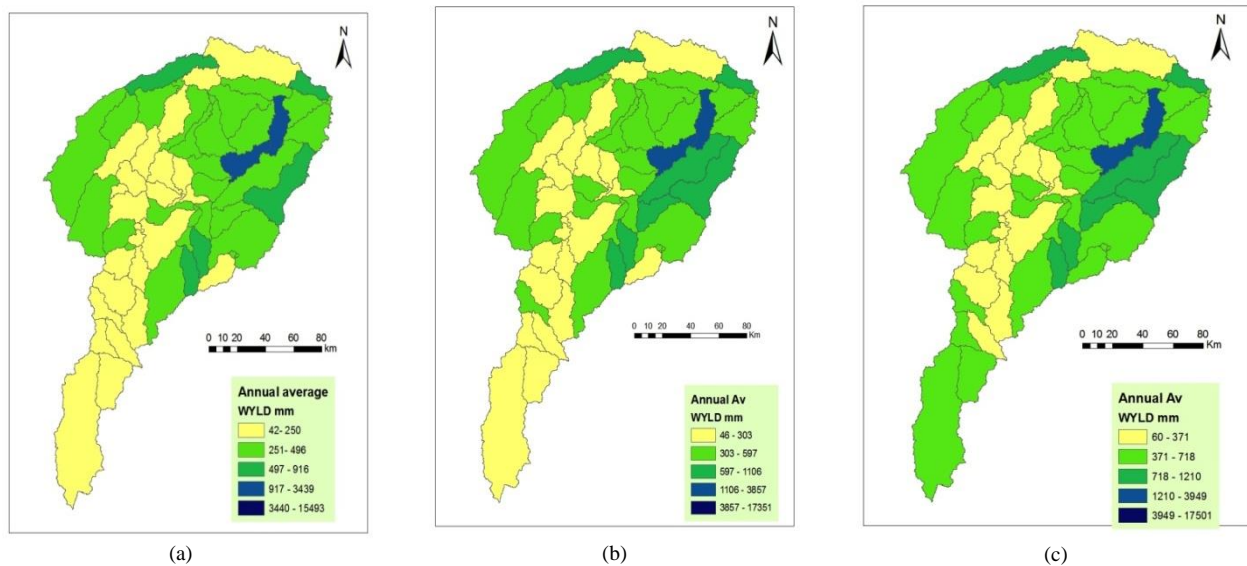 N
0 10 20 40 60 80
km
Annual average
WYLD mm
42- 250
251- 496
497 - 916
917 - 3439
3440 - 15493
(a)
N
0 10 20 40 60 80
Km
Annual Av
WYLD mm
46 - 303
303 - 597
597 - 1106
1106 - 3857
3857 - 17351
(b)
N
0 10 20 40 60 80
Km
Annual Av
WYLD mm
60 - 371
371 - 718
718 - 1210
1210 - 3949
3949 - 17501
(c)